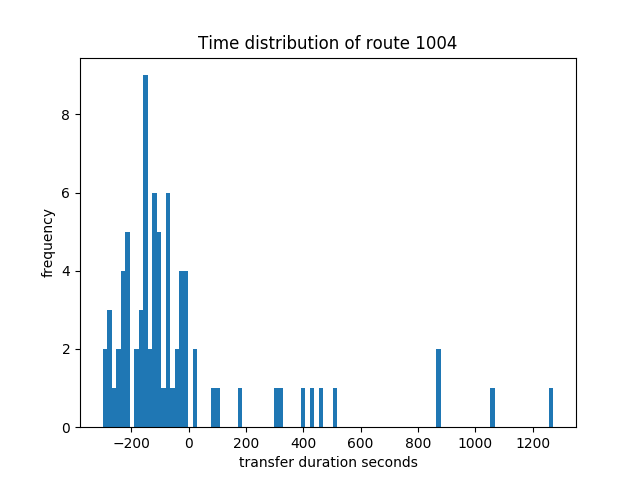 Time distribution of route 1004
frequency
8
6
4
2
0
−200 0 200 400 600 800 1000 1200
transfer duration seconds